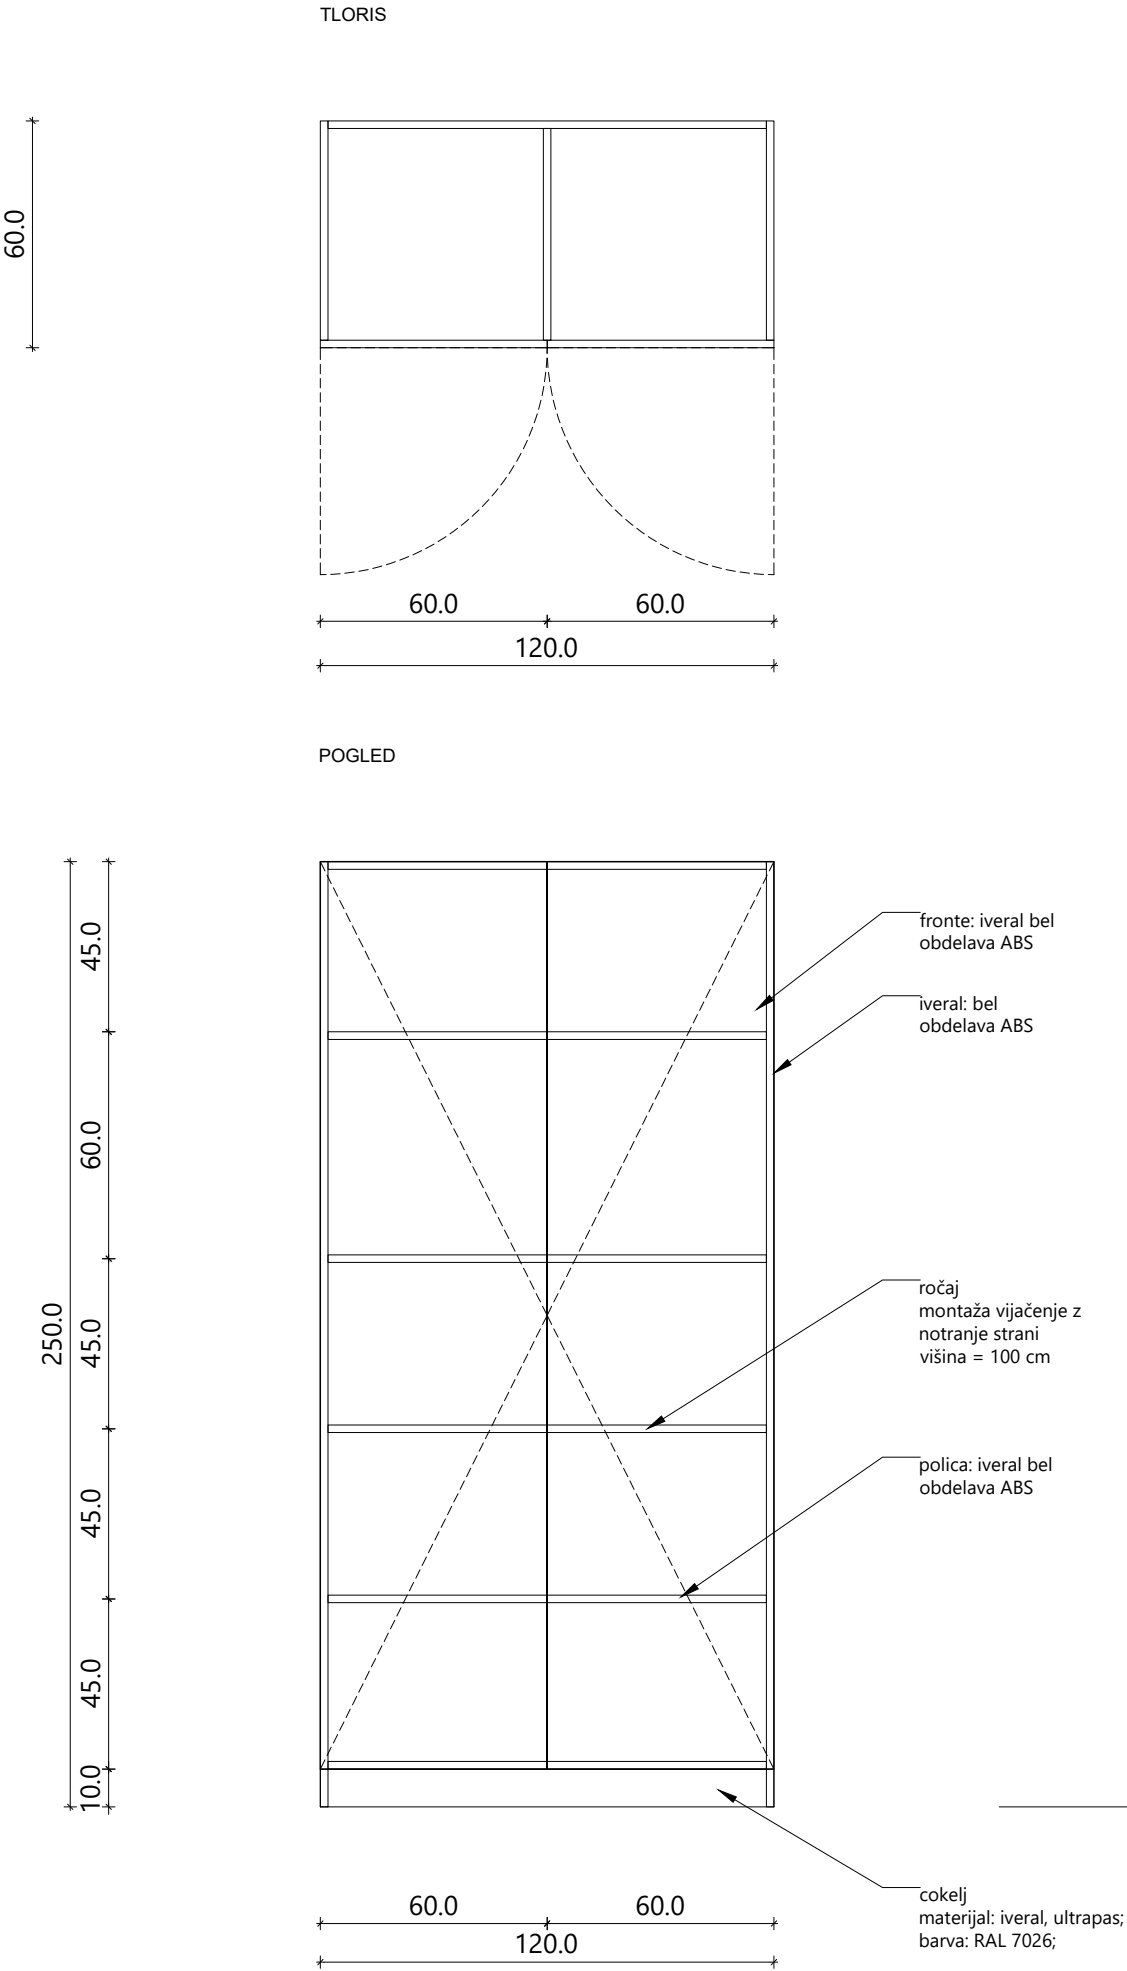 TLORIS
60.0
60.0 60.0
120.0
POGLED
45.0
60.0
250.0
45.0
45.0
45.0
10.0
fronte: iveral bel
obdelava ABS
iveral: bel
obdelava ABS
ročaj
montaža vijačenje z
notranje strani
višina = 100 cm
polica: iveral bel
obdelava ABS
cokelj
materijal: iveral, ultrapas;
barva: RAL 7026;
60.0 60.0
120.0